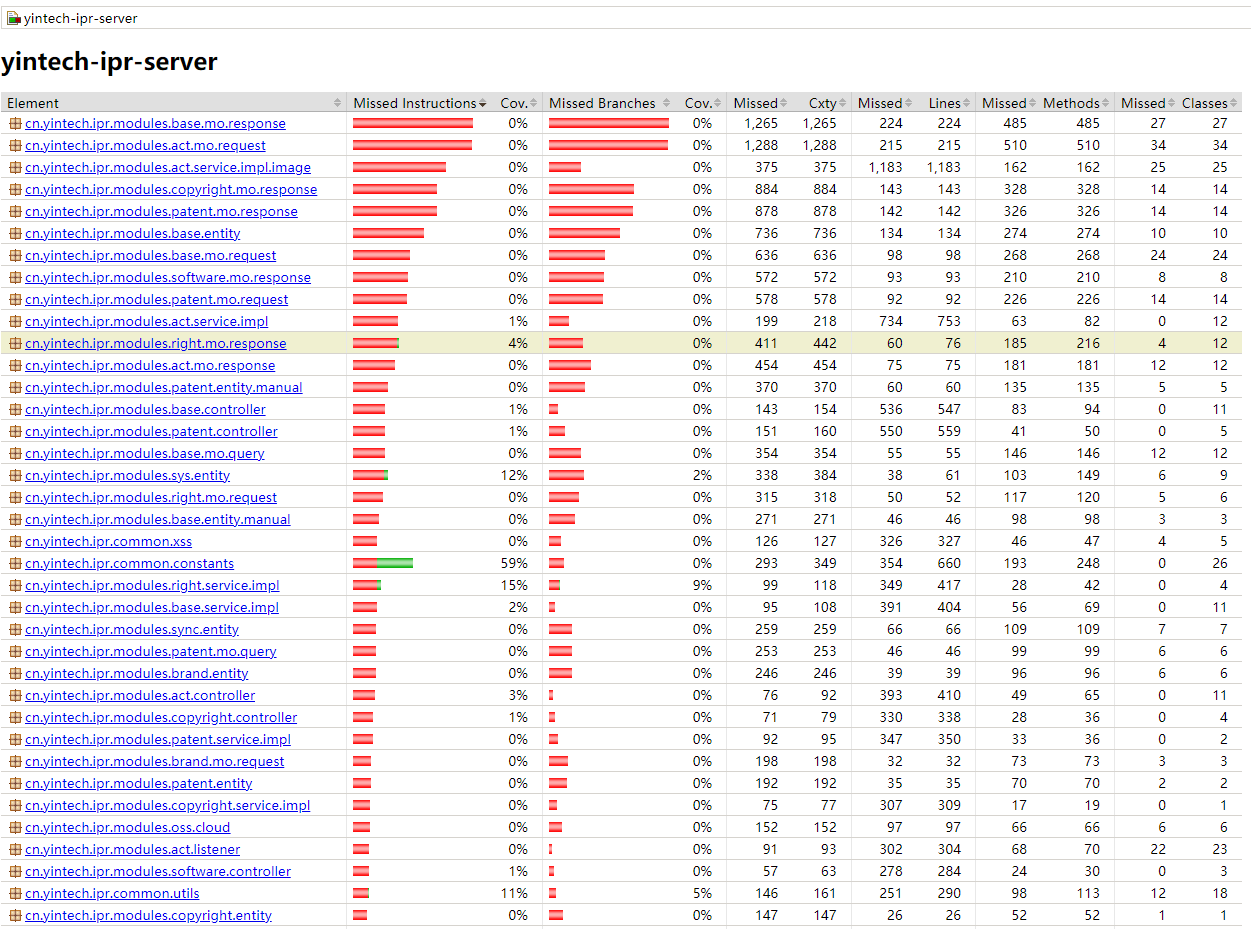 yintech-ipr-server
yintech-ipr-server
Element Missed Instructions Cov. Missed Branches Cov. Missed Cxty Missed Lines Missed Methods Missed Classes
cn.yintech.ipr.modules.base.mo.response 0% 0% 1,265 1,265 224 224 485 485 27 27
cn.yintech.ipr.modules.act.mo.request 0% 0% 1,288 1,288 215 215 510 510 34 34
cn.yintech.ipr.modules.act.service.impl.image 0% 0% 375 375 1,183 1,183 162 162 25 25
cn.yintech.ipr.modules.copyright.mo.response 0% 0% 884 884 143 143 328 328 14 14
cn.yintech.ipr.modules.patent.mo.response 0% 0% 878 878 142 142 326 326 14 14
cn.yintech.ipr.modules.base.entity 0% 0% 736 736 134 134 274 274 10 10
cn.yintech.ipr.modules.base.mo.request 0% 0% 636 636 98 98 268 268 24 24
cn.yintech.ipr.modules.software.mo.response 0% 0% 572 572 93 93 210 210 8 8
cn.yintech.ipr.modules.patent.mo.request 0% 0% 578 578 92 92 226 226 14 14
cn.yintech.ipr.modules.act.service.impl 1% 0% 199 218 734 753 63 82 0 12
cn.yintech.ipr.modules.right.mo.response 4% 0% 411 442 60 76 185 216 4 12
cn.yintech.ipr.modules.act.mo.response 0% 0% 454 454 75 75 181 181 12 12
cn.yintech.ipr.modules.patent.entity.manual 0% 0% 370 370 60 60 135 135 5 5
cn.yintech.ipr.modules.base.controller 1% 0% 143 154 536 547 83 94 0 11
cn.yintech.ipr.modules.patent.controller 1% 0% 151 160 550 559 41 50 0 5
cn.yintech.ipr.modules.base.mo.query 0% 0% 354 354 55 55 146 146 12 12
cn.yintech.ipr.modules.sys.entity 12% 2% 338 384 38 61 103 149 6 9
cn.yintech.ipr.modules.right.mo.request 0% 0% 315 318 50 52 117 120 5 6
cn.yintech.ipr.modules.base.entity.manual 0% 0% 271 271 46 46 98 98 3 3
cn.yintech.ipr.common.xss 0% 0% 126 127 326 327 46 47 4 5
cn.yintech.ipr.common.constants 59% 0% 293 349 354 660 193 248 0 26
cn.yintech.ipr.modules.right.service.impl 15% 9% 99 118 349 417 28 42 0 4
cn.yintech.ipr.modules.base.service.impl 2% 0% 95 108 391 404 56 69 0 11
cn.yintech.ipr.modules.sync.entity 0% 0% 259 259 66 66 109 109 7 7
cn.yintech.ipr.modules.patent.mo.query 0% 0% 253 253 46 46 99 99 6 6
cn.yintech.ipr.modules.brand.entity 0% 0% 246 246 39 39 96 96 6 6
cn.yintech.ipr.modules.act.controller 3% 0% 76 92 393 410 49 65 0 11
cn.yintech.ipr.modules.copyright.controller 1% 0% 71 79 330 338 28 36 0 4
cn.yintech.ipr.modules.patent.service.impl 0% 0% 92 95 347 350 33 36 0 2
cn.yintech.ipr.modules.brand.mo.request 0% 0% 198 198 32 32 73 73 3 3
cn.yintech.ipr.modules.patent.entity 0% 0% 192 192 35 35 70 70 2 2
cn.yintech.ipr.modules.copyright.service.impl 0% 0% 75 77 307 309 17 19 0 1
cn.yintech.ipr.modules.oss.cloud 0% 0% 152 152 97 97 66 66 6 6
cn.yintech.ipr.modules.act.listener 0% 0% 91 93 302 304 68 70 22 23
cn.yintech.ipr.modules.software.controller 1% 0% 57 63 278 284 24 30 0 3
cn.yintech.ipr.common.utils 11% 5% 146 161 251 290 98 113 12 18
cn.yintech.ipr.modules.copyright.entity 0% 0% 147 147 26 26 52 52 1 1